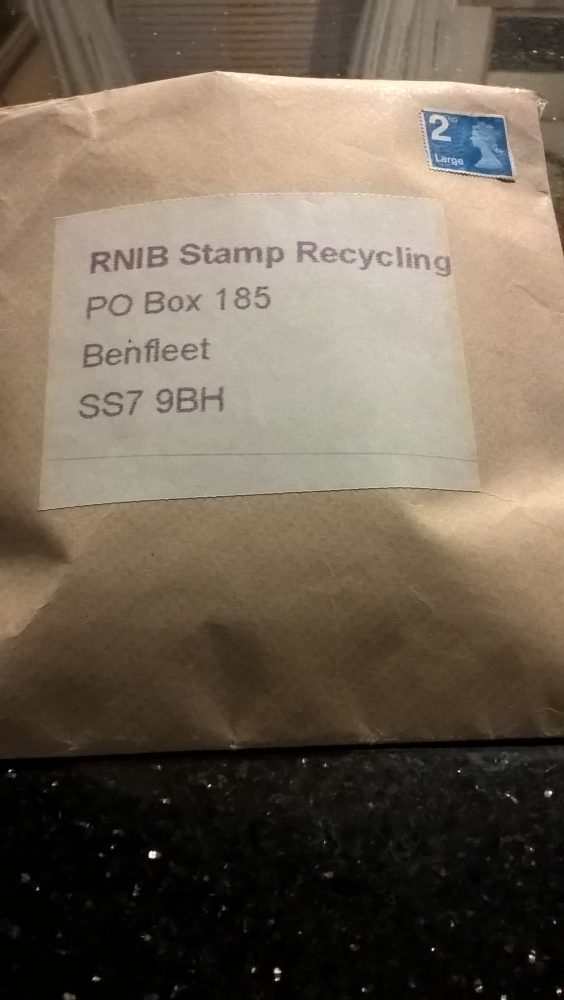 2ND
Large
RNIB Stamp Recycling
PO Box 185
Benfleet
SS7 9BH